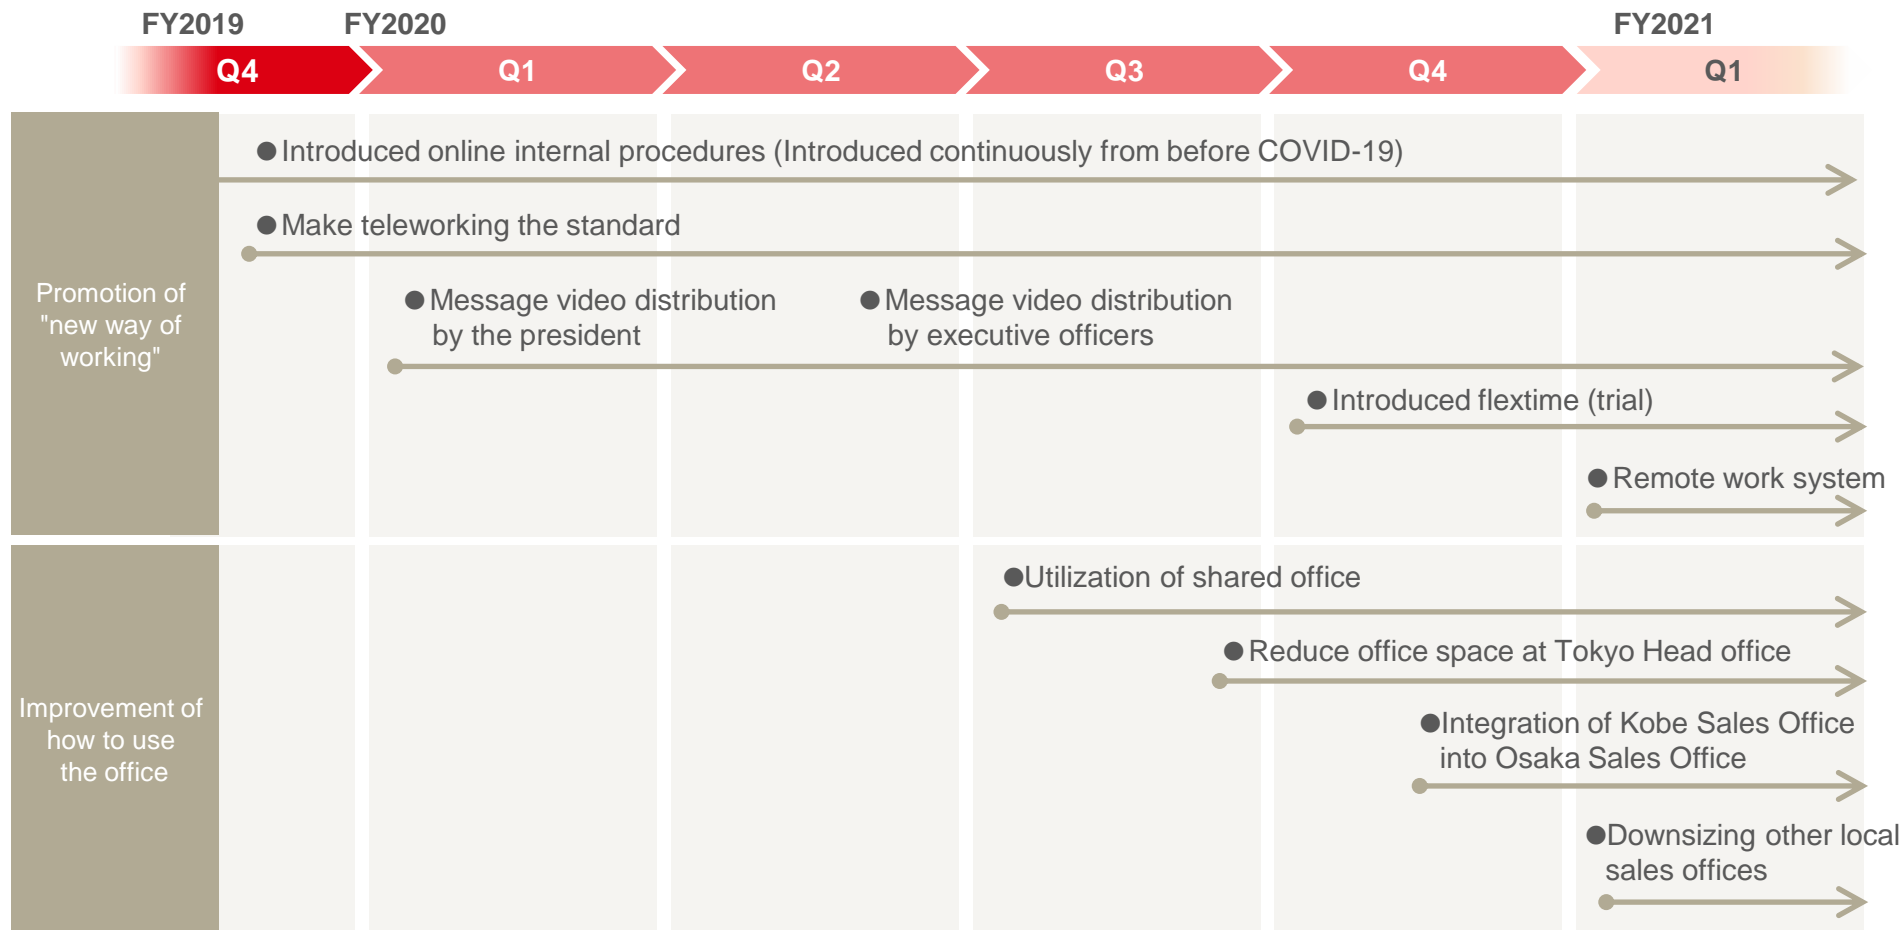 FY2019 FY2020 FY2021
Q4 Q1 Q2 Q3 Q4 Q1
Promotion of
"new way of
working"
●Introduced online internal procedures (Introduced continuously from before COVID-19)
●Make teleworking the standard
●Message video distribution
by the president
●Message video distribution
by executive officers
●Introduced flextime (trial)
●Remote work system
Improvement of
how to use
the office
●Utilization of shared office
●Reduce office space at Tokyo Head office
●Integration of Kobe Sales Office
into Osaka Sales Office
●Downsizing other local
sales offices